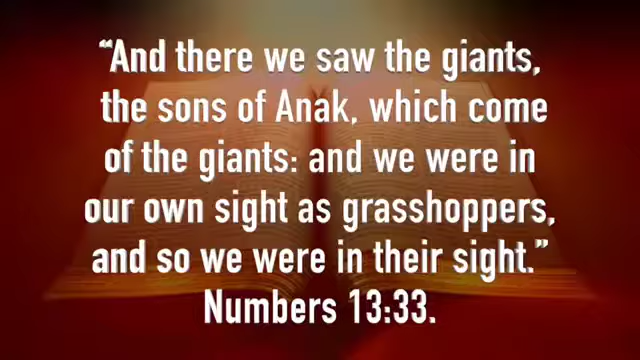 “And there we saw the giants,
the sons of Anak, which come
of the giants: and we were in
our own sight as grasshoppers,
and so we were in their sight.”
Numbers 13:33.